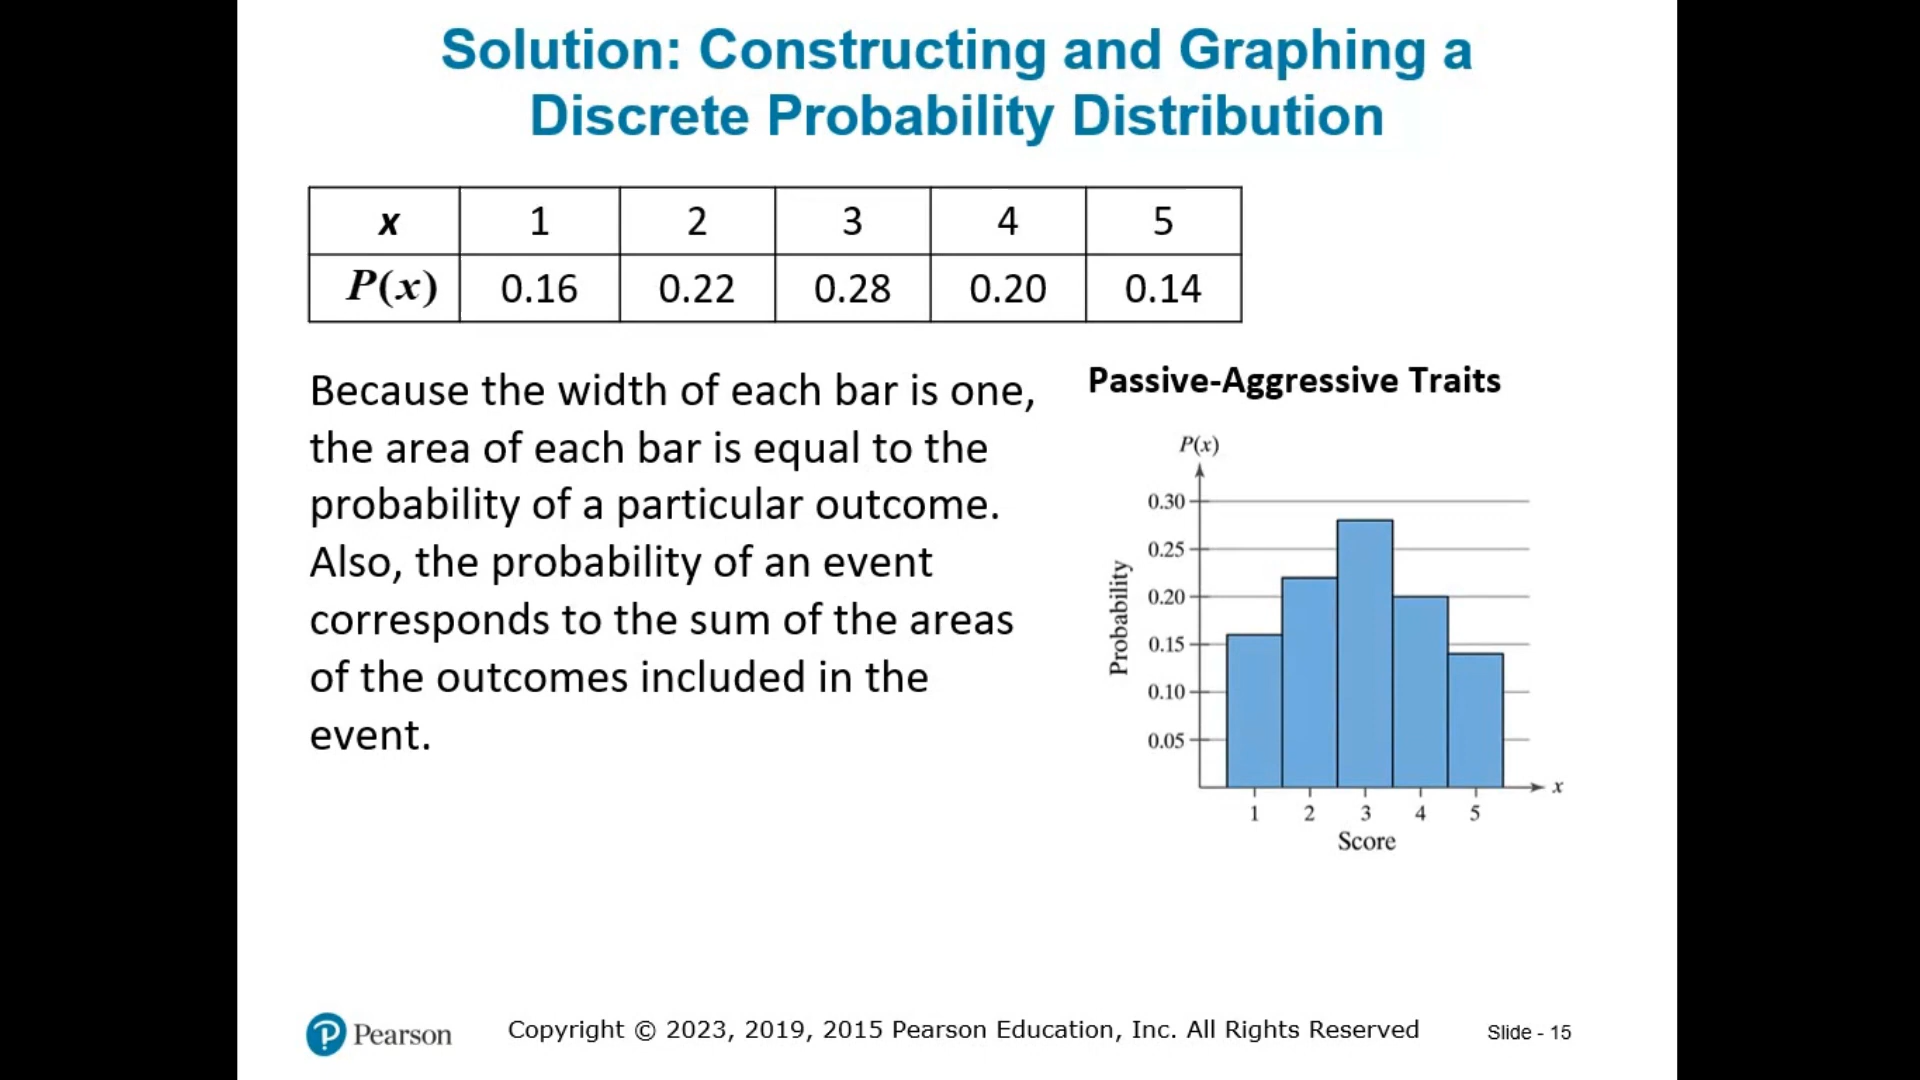 Solution: Constructing and Graphing a
Discrete Probability Distribution
x 1 2 3 4 5
P(x) 0.16 0.22 0.28 0.20 0.14
Because the width of each bar is one,
the area of each bar is equal to the
probability of a particular outcome.
Also, the probability of an event
corresponds to the sum of the areas
of the outcomes included in the
event.
Passive-Aggressive Traits
P(x)
0.30
0.25
0.20
0.15
0.10
0.05
Probability
1 2 3 4 5
x
Score
Pearson
Copyright © 2023, 2019, 2015 Pearson Education, Inc. All Rights Reserved
Slide - 15